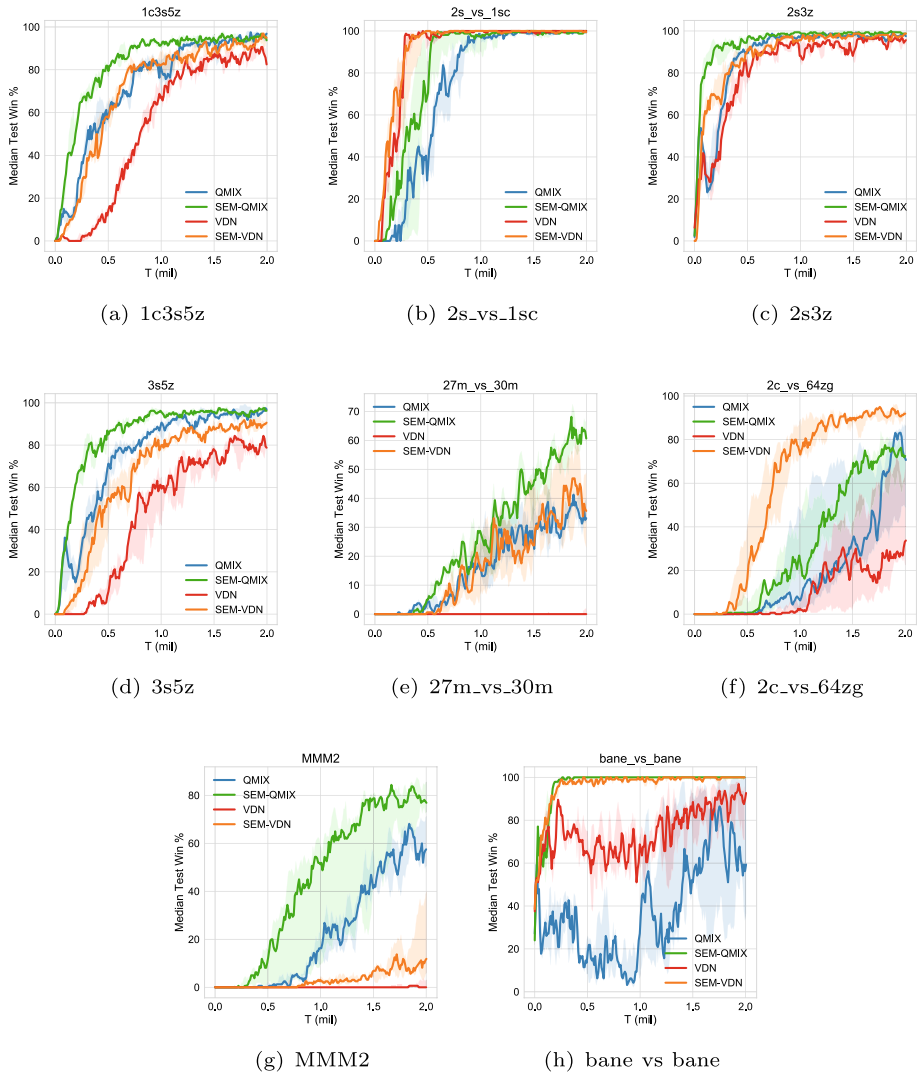 1c3s5z
100
80
60
40
20
0
Median Test Win %
QMIX
SEM-QMIX
VDN
SEM-VDN
0.0 0.5 1.0 1.5 2.0
T (mil)
(a) 1c3s5z
2s_vs_1sc
100
80
60
40
20
0
Median Test Win %
QMIX
SEM-QMIX
VDN
SEM-VDN
0.0 0.5 1.0 1.5 2.0
T (mil)
(b) 2s_vs_1sc
2s3z
100
80
60
40
20
0
Median Test Win %
QMIX
SEM-QMIX
VDN
SEM-VDN
0.0 0.5 1.0 1.5 2.0
T (mil)
(c) 2s3z
3s5z
100
80
60
40
20
0
Median Test Win %
QMIX
SEM-QMIX
VDN
SEM-VDN
0.0 0.5 1.0 1.5 2.0
T (mil)
(d) 3s5z
27m_vs_30m
70
60
50
40
30
20
10
0
Median Test Win %
QMIX
SEM-QMIX
VDN
SEM-VDN
0.0 0.5 1.0 1.5 2.0
T (mil)
(e) 27m_vs_30m
2c_vs_64zg
100
80
60
40
20
0
Median Test Win %
QMIX
SEM-QMIX
VDN
SEM-VDN
0.0 0.5 1.0 1.5 2.0
T (mil)
(f) 2c_vs_64zg
MMM2
80
60
40
20
0
Median Test Win %
QMIX
SEM-QMIX
VDN
SEM-VDN
0.0 0.5 1.0 1.5 2.0
T (mil)
(g) MMM2
bane_vs_bane
100
80
60
40
20
0
Median Test Win %
QMIX
SEM-QMIX
VDN
SEM-VDN
0.0 0.5 1.0 1.5 2.0
T (mil)
(h) bane vs bane